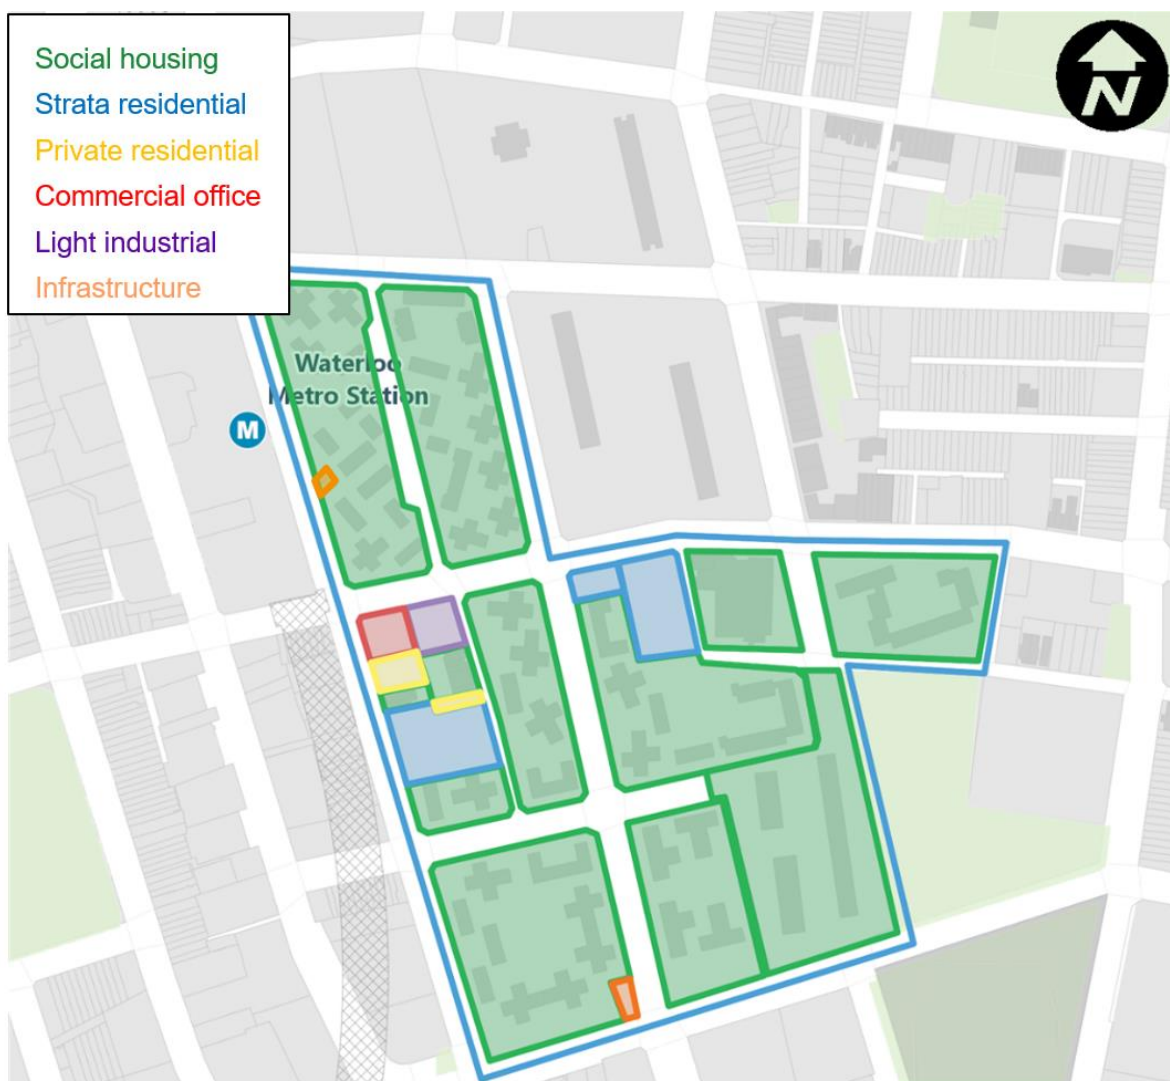 Social housing
Strata residential
Private residential
Commercial office
Light industrial
Infrastructure
N
Waterloo
Metro Station
M